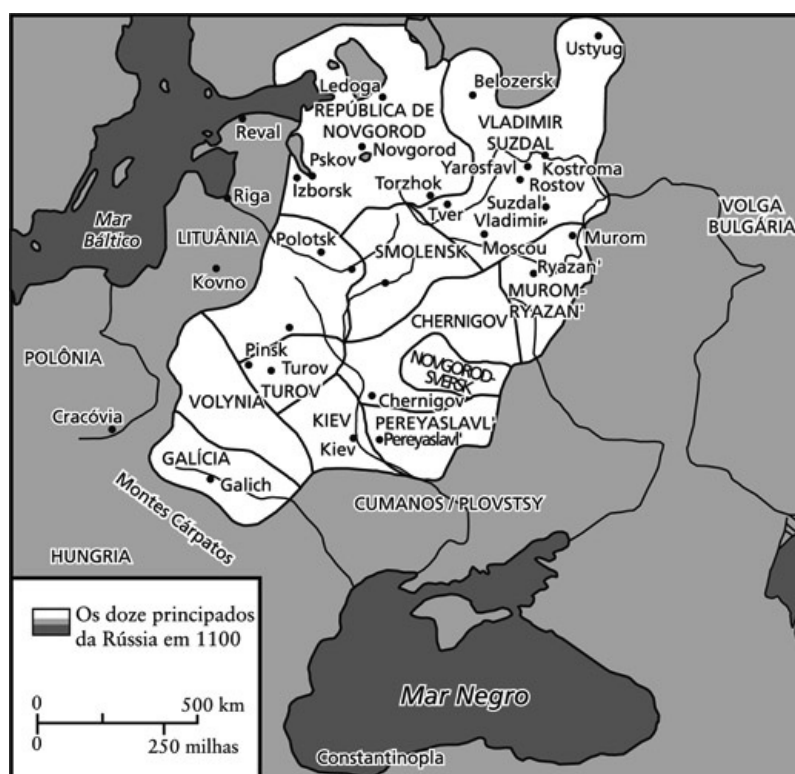 Ustyug
Belozersk
Ledoga
REPÚBLICA DE
NOVGOROD
VLADIMIR
SUZDAL
Reval
Novgorod
Pskov
Yarosfavl
Kostroma
Izborsk
Torzhok
Rostov
Riga
Tver
Suzdal'
Vladimir
VOLGA
BULGÁRIA
Mar
Báltico
LITUÂNIA
Polotsk
SMOLENSK
Moscou
Murom
Kovno
Ryazan'
MUROM-
RYAZAN'
CHERNIGOV
POLÔNIA
Pinsk
Turov
TUROV
NOVGOROD-
SVERSK
VOLYNIA
Chernigov
Cracóvia
KIEV
Kiev
PEREYASLAVL'
Pereyaslavl'
GALÍCIA
Galich
Montes Cárpatos
CUMANOS / PLOVSTSY
HUNGRIA
Os doze principados
da Rússia em 1100
0 500 km
0 250 milhas
Mar Negro
Constantinopla